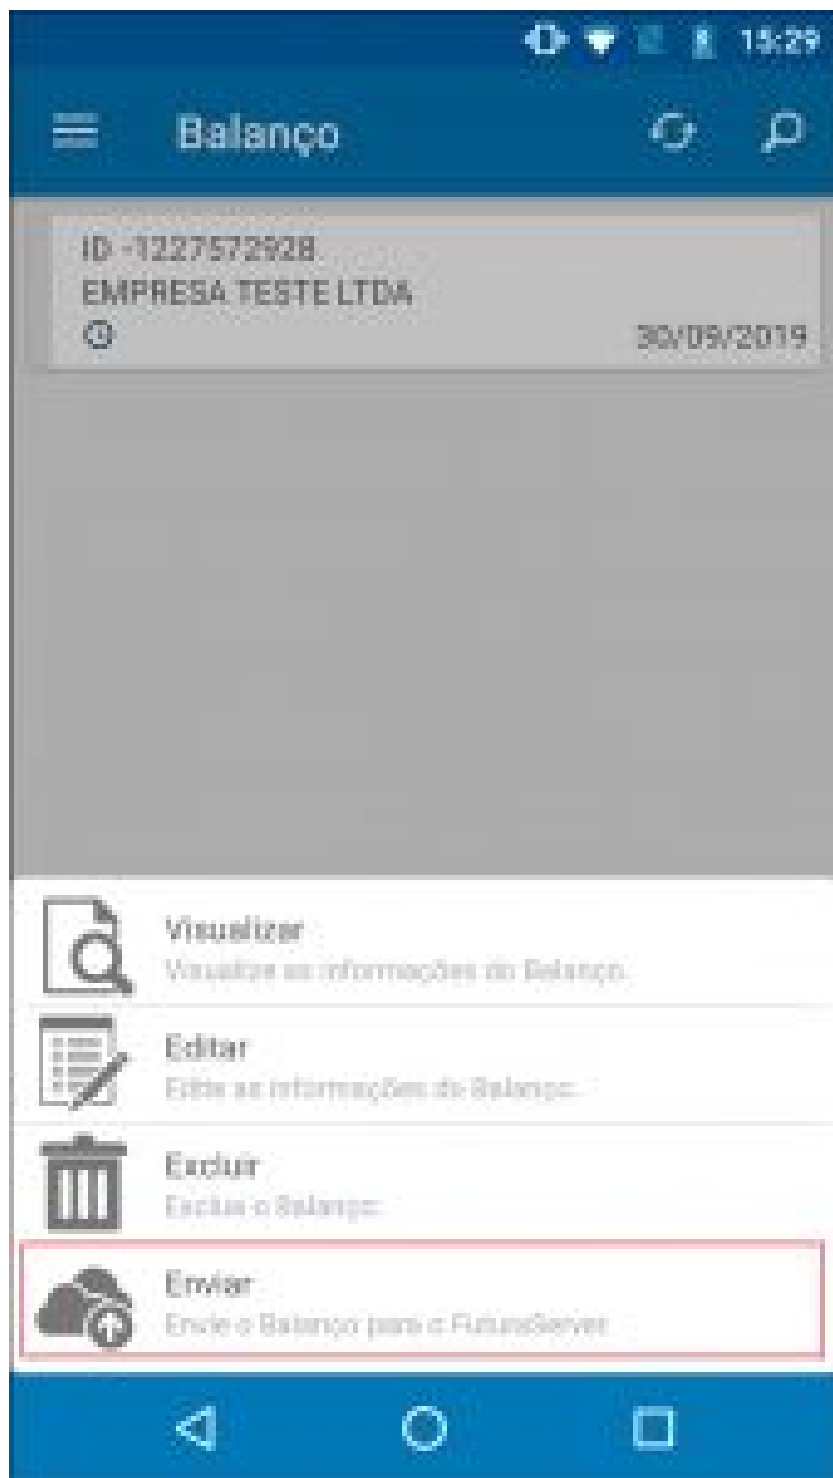 15:29
Balanço
ID -1227572928
EMPRESA TESTE LTDA
30/09/2019
Visualizar
Visualize as informações do Balanço.
Editar
Edite as informações do Balanço.
Excluir
Exclua o Balanço.
Enviar
Envie o Balanço para o FuturaServer